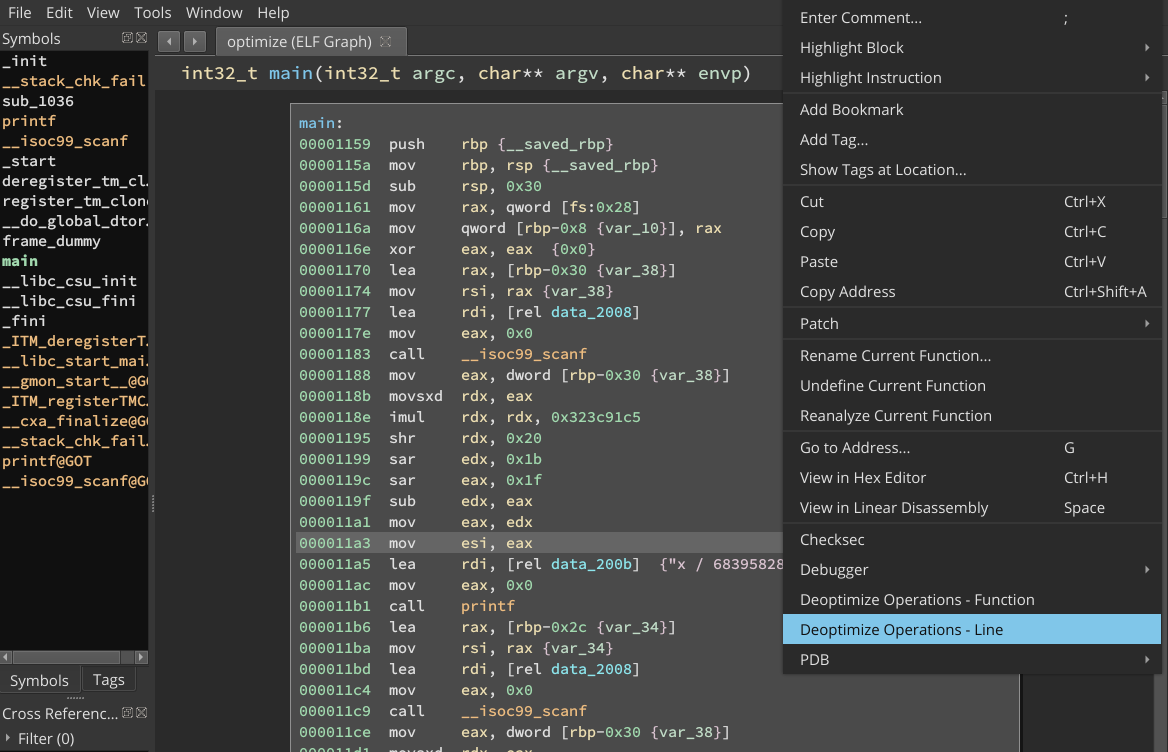 File Edit View Tools Window Help
Symbols
_init
__stack_chk_fail
sub_1036
printf
__isoc99_scanf
_start
deregister_tm_cl…
register_tm_clon
__do_global_dtor.
frame_dummy
main
__libc_csu_init
__libc_csu_fini
_fini
_ITM_deregisterT.
__libc_start_mai.
__gmon_start__@G
_ITM_registerTMC.
__cxa_finalize@G
__stack_chk_fail.
printf@GOT
__isoc99_scanf@G
Symbols Tags
Cross Referenc...
Filter (0)
optimize (ELF Graph)
int32_t main(int32_t argc, char** argv, char** envp)
main:
00001159 push rbp {__saved_rbp}
0000115a mov rbp, rsp {__saved_rbp}
0000115d sub rsp, 0x30
00001161 mov rax, qword [fs:0x28]
0000116a mov qword [rbp-0x8 {var_10}], rax
0000116e xor eax, eax {0x0}
00001170 lea rax, [rbp-0x30 {var_38}]
00001174 mov rsi, rax {var_38}
00001177 lea rdi, [rel data_2008]
0000117e mov eax, 0x0
00001183 call __isoc99_scanf
00001188 mov eax, dword [rbp-0x30 {var_38}]
0000118b movsxd rdx, eax
0000118e imul rdx, rdx, 0x323c91c5
00001195 shr rdx, 0x20
00001199 sar edx, 0x1b
0000119c sar eax, 0x1f
0000119f sub edx, eax
000011a1 mov eax, edx
000011a3 mov esi, eax
000011a5 lea rdi, [rel data_200b] {"x / 68395828
000011ac mov eax, 0x0
000011b1 call printf
000011b6 lea rax, [rbp-0x2c {var_34}]
000011ba mov rsi, rax {var_34}
000011bd lea rdi, [rel data_2008]
000011c4 mov eax, 0x0
000011c9 call __isoc99_scanf
000011ce mov eax, dword [rbp-0x30 {var_38}]
000011d1 movsxd rdx, eax
Enter Comment... ;
Highlight Block
Highlight Instruction
Add Bookmark
Add Tag...
Show Tags at Location...
Cut Ctrl+X
Copy Ctrl+C
Paste Ctrl+V
Copy Address Ctrl+Shift+A
Patch
Rename Current Function...
Undefine Current Function
Reanalyze Current Function
Go to Address... G
View in Hex Editor Ctrl+H
View in Linear Disassembly Space
Checksec
Debugger
Deoptimize Operations - Function
Deoptimize Operations - Line
PDB